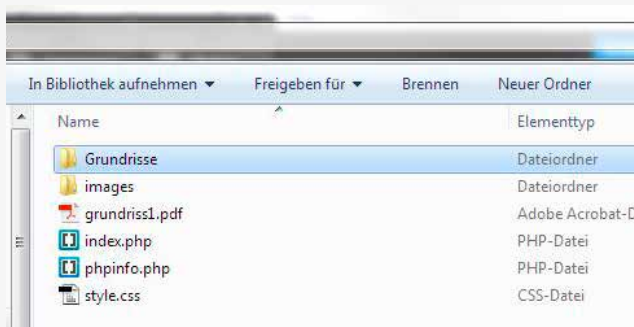 In Bibliothek aufnehmen Freigeben für Brennen Neuer Ordner
Name Elementtyp
Grundrisse Dateiordner
images Dateiordner
grundriss1.pdf Adobe Acrobat-D
index.php PHP-Datei
phpinfo.php PHP-Datei
style.css CSS-Datei